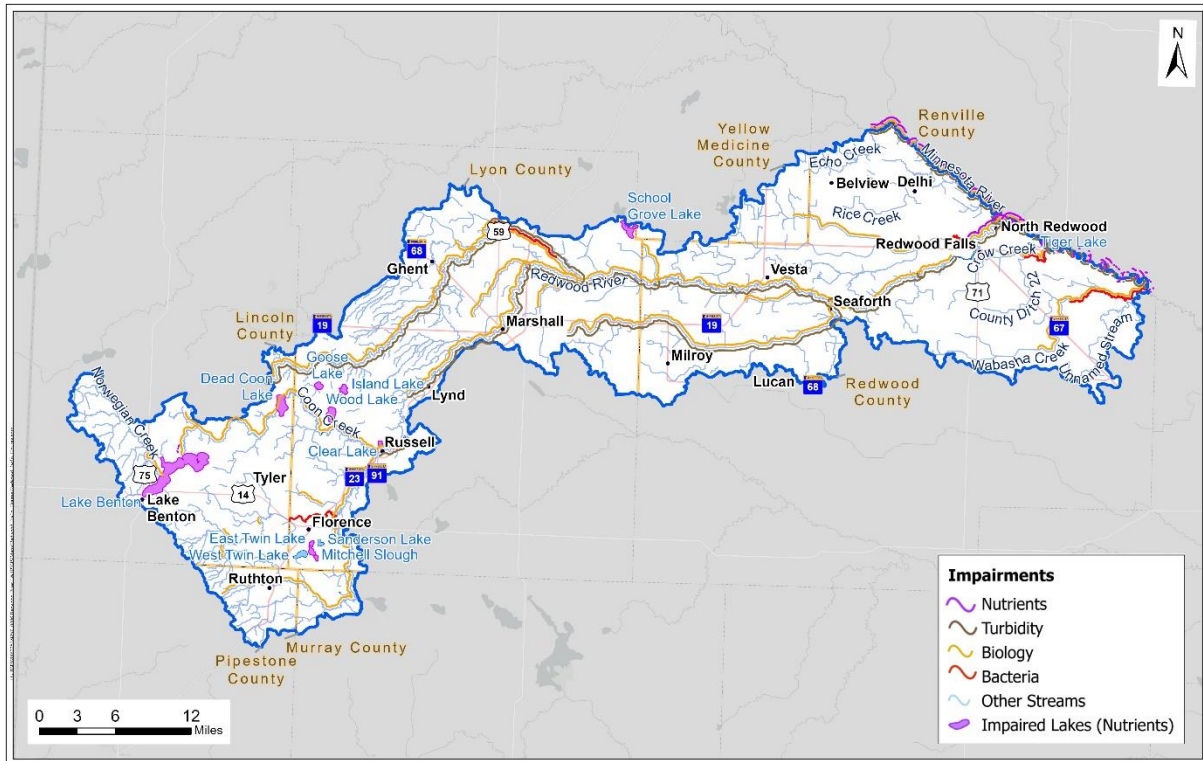 N
Renville
County
Yellow
Medicine
County
Echo Creek
Minnesota River
Belview
Delhi
Lyon County
School
Grove Lake
Rice Creek
North Redwood
59
Redwood Falls
Tiger Lake
68
Crow Creek
Ghent
Redwood River
Vesta
71
County Ditch 22
Seaforth
Lincoln
County
19
Marshall
19
67
Goose
Lake
Milroy
Wabasha Creek
Unnamed Stream
Dead Coon
Lake
Island Lake
Wood Lake
Lynd
Lucan
68
Redwood
County
Norwegian Creek
Coon Creek
Clear Lake
Russell
75
Tyler
23
91
14
Lake Benton
Lake
Benton
Florence
East Twin Lake
Sanderson Lake
West Twin Lake
Mitchell Slough
Ruthton
Murray County
Pipestone
County
Impairments
Nutrients
Turbidity
Biology
Bacteria
Other Streams
Impaired Lakes (Nutrients)
0 3 6 12
Miles